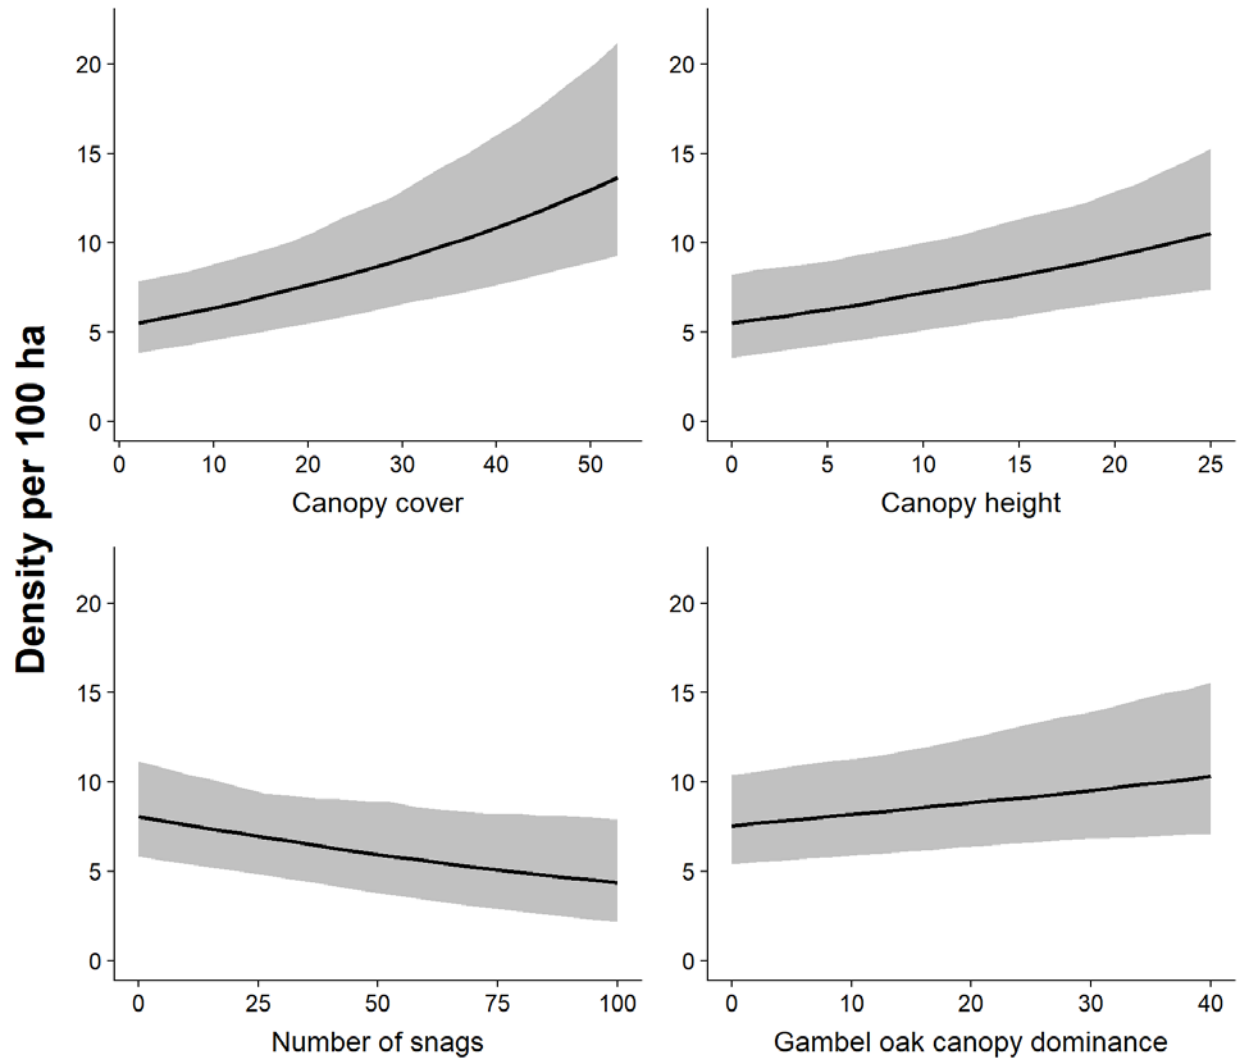 Density per 100 ha
20
15
10
5
0
0 10 20 30 40 50
Canopy cover
20
15
10
5
0
0 5 10 15 20 25
Canopy height
20
15
10
5
0
0 25 50 75 100
Number of snags
20
15
10
5
0
0 10 20 30 40
Gambel oak canopy dominance